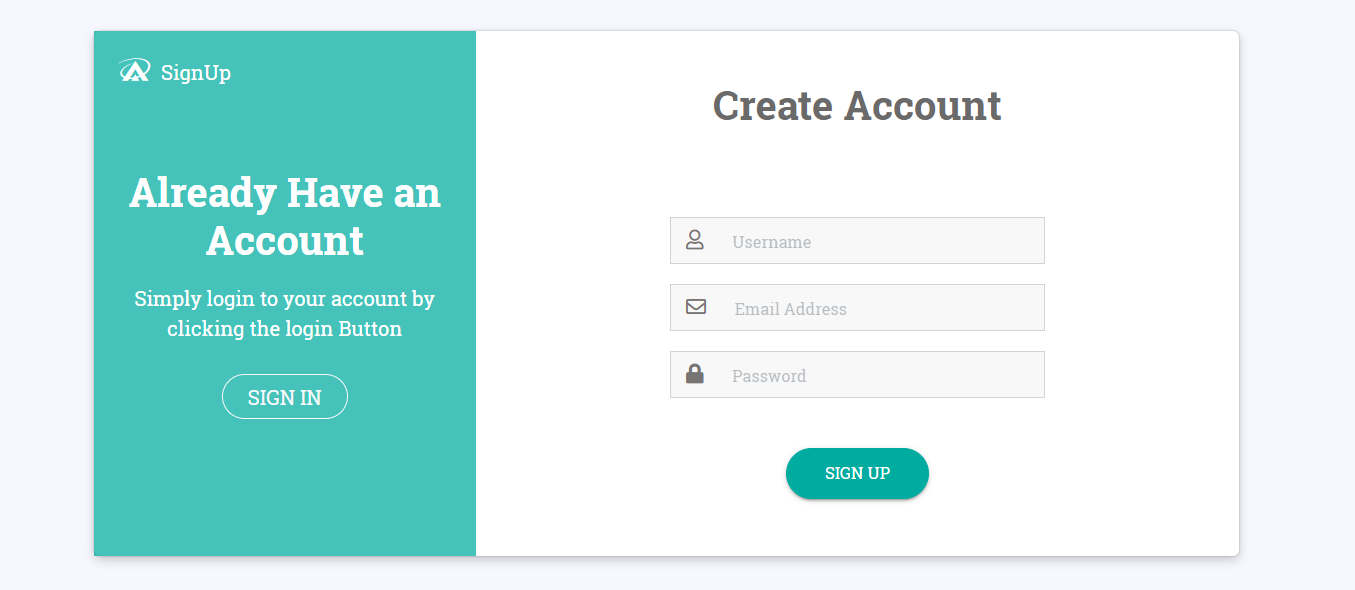 SignUp
Already Have an
Account
Simply login to your account by
clicking the login Button
SIGN IN
Create Account
Username
Email Address
Password
SIGN UP